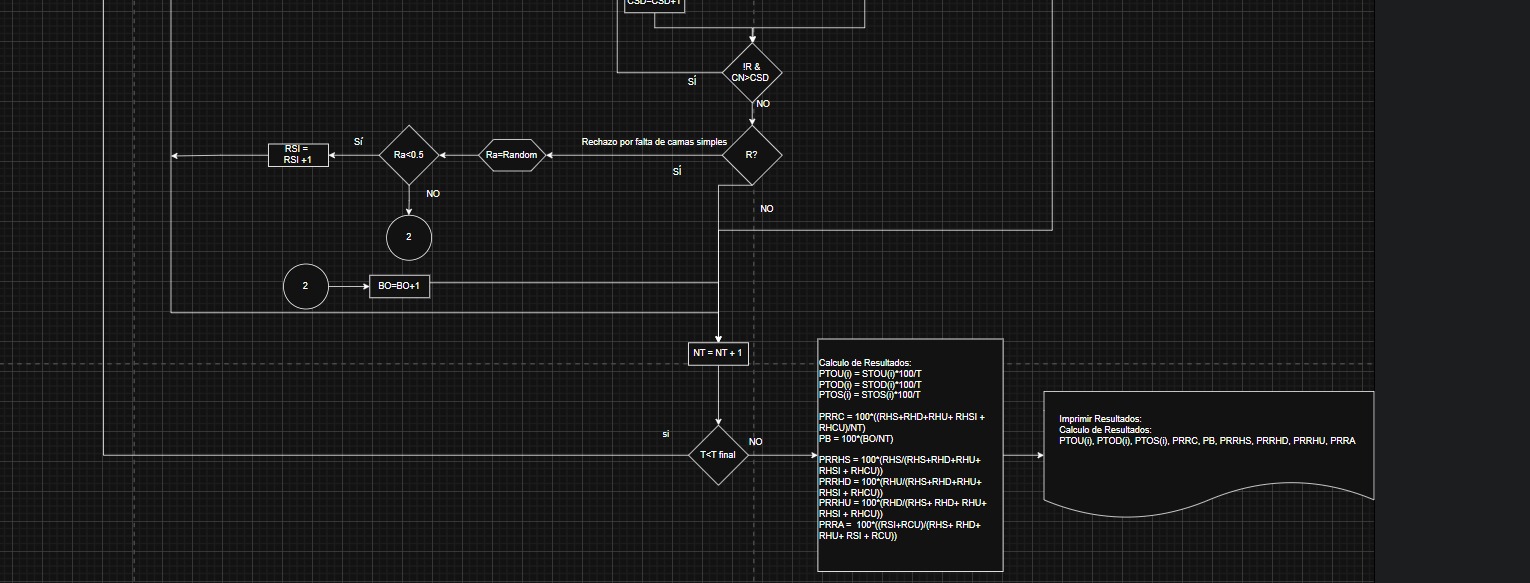 CSD=CSD+1
!R &
CN>CSD
SÍ
NO
Rechazo por falta de camas simples
R?
SÍ
NO
Ra=Random
Ra<0.5
Sí
NO
RSI =
RSI +1
2
2
BO=BO+1
NT = NT + 1
T<T final
si
NO
Calculo de Resultados:
PTOU(i) = STOU(i)*100/T
PTOD(i) = STOD(i)*100/T
PTOS(i) = STOS(i)*100/T
PRRC = 100*((RHS+RHD+RHU+ RHSI +
RHCU)/NT)
PB = 100*(BO/NT)
PRRHS = 100*(RHS/(RHS+RHD+RHU+
RHSI + RHCU))
PRRHD = 100*(RHU/(RHS+RHD+RHU+
RHSI + RHCU))
PRRHU = 100*(RHD/(RHS+ RHD+ RHU+
RHSI + RHCU))
PRRA = 100*((RSI+RCU)/(RHS+ RHD+
RHU+ RSI + RCU))
Imprimir Resultados:
Calculo de Resultados:
PTOU(i), PTOD(i), PTOS(i), PRRC, PB, PRRHS, PRRHD, PRRHU, PRRA